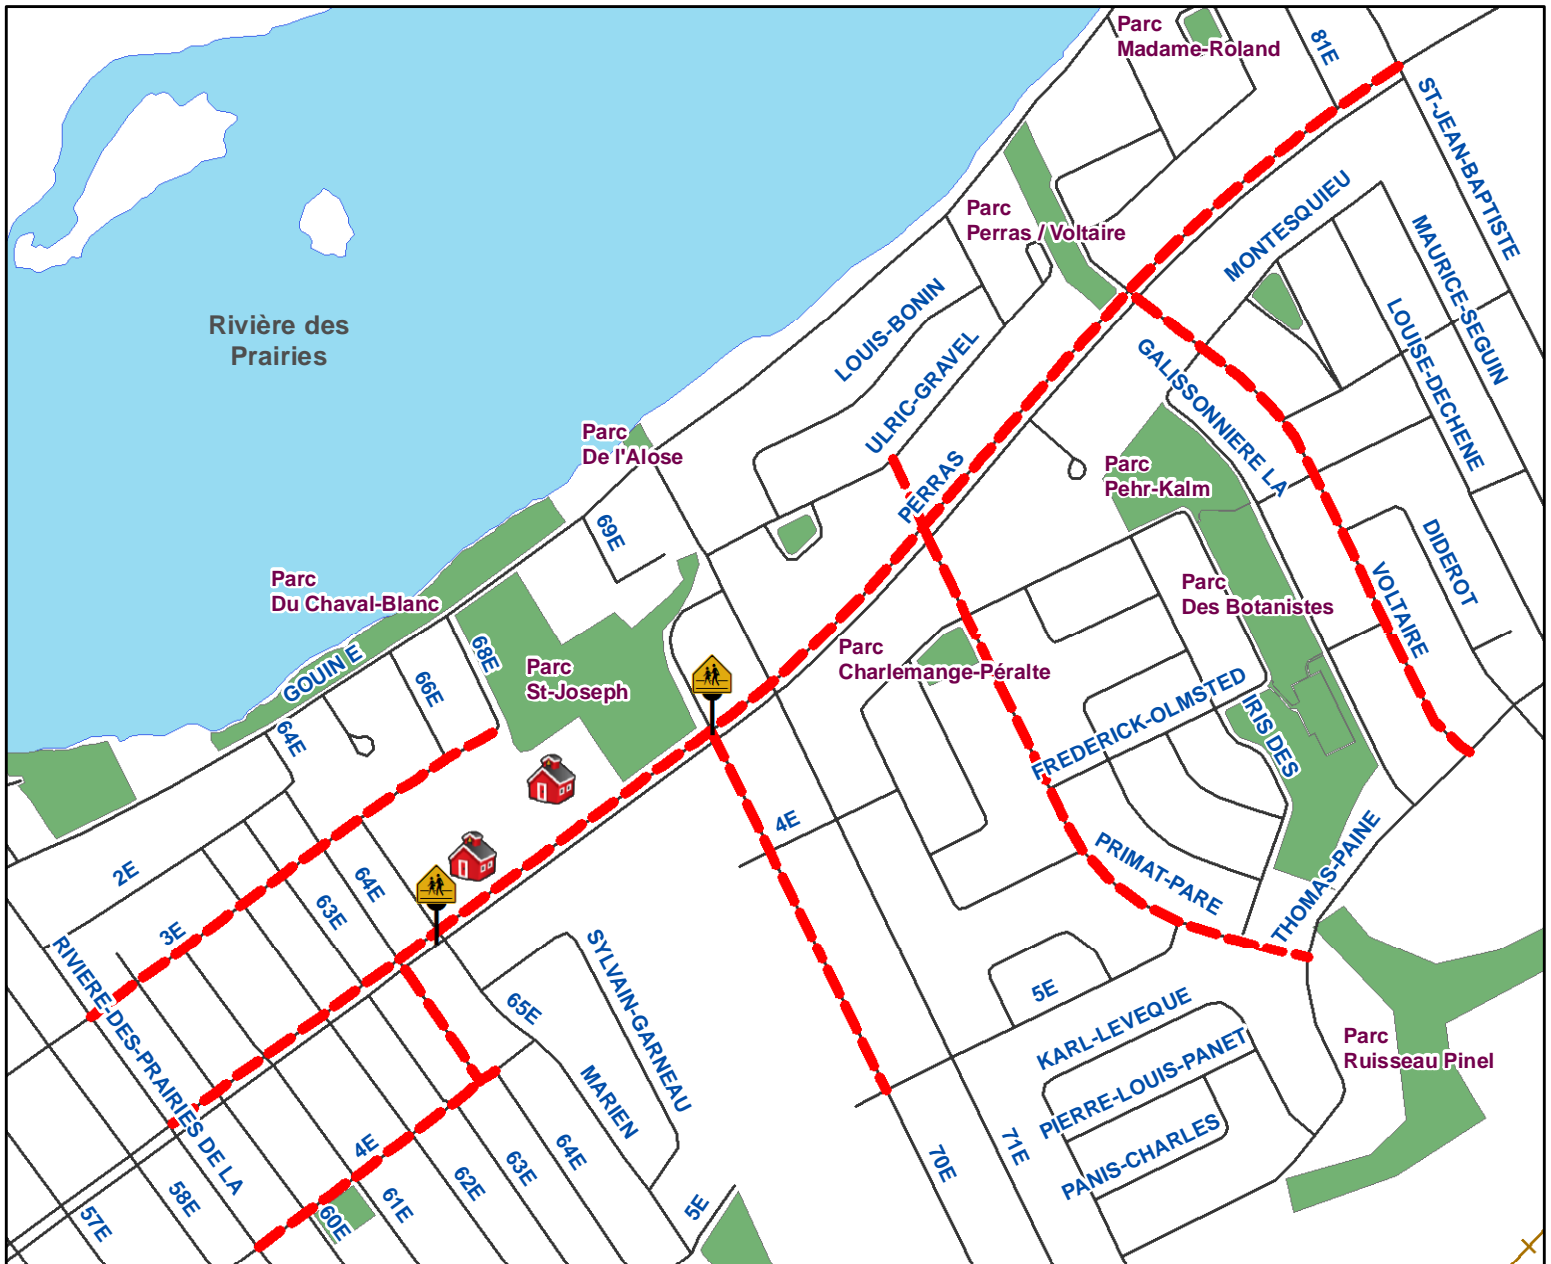 Parc
Madame-Roland
81E
ST-JEAN-BAPTISTE
Parc
Perras / Voltaire
MONTESQUIEU
MAURICE-SEGUIN
LOUISE-DECHENE
Rivière des
Prairies
LOUIS-BONIN
ULRIC-GRAVEL
GALISSONNIERE LA
Parc
De l'Alose
PERRAS
Parc
Pehr-Kalm
69E
DIDEROT
VOLTAIRE
Parc
Du Chaval-Blanc
Parc
Des Botanistes
GOUIN E
68E
66E
64E
Parc
St-Joseph
Parc
Charlemange-Péralte
FREDERICK-OLMSTED
IRIS DES
4E
PRIMAT-PARE
THOMAS-PAINE
2E
3E
63E
64E
RIVIERE-DES-PRAIRIES DE LA
SYLVAIN-GARNEAU
65E
MARIEN
5E
KARL-LEVEQUE
PIERRE-LOUIS-PANET
PANIS-CHARLES
Parc
Ruisseau Pinel
4E
57E
58E
60E
61E
62E
63E
64E
5E
70E
71E